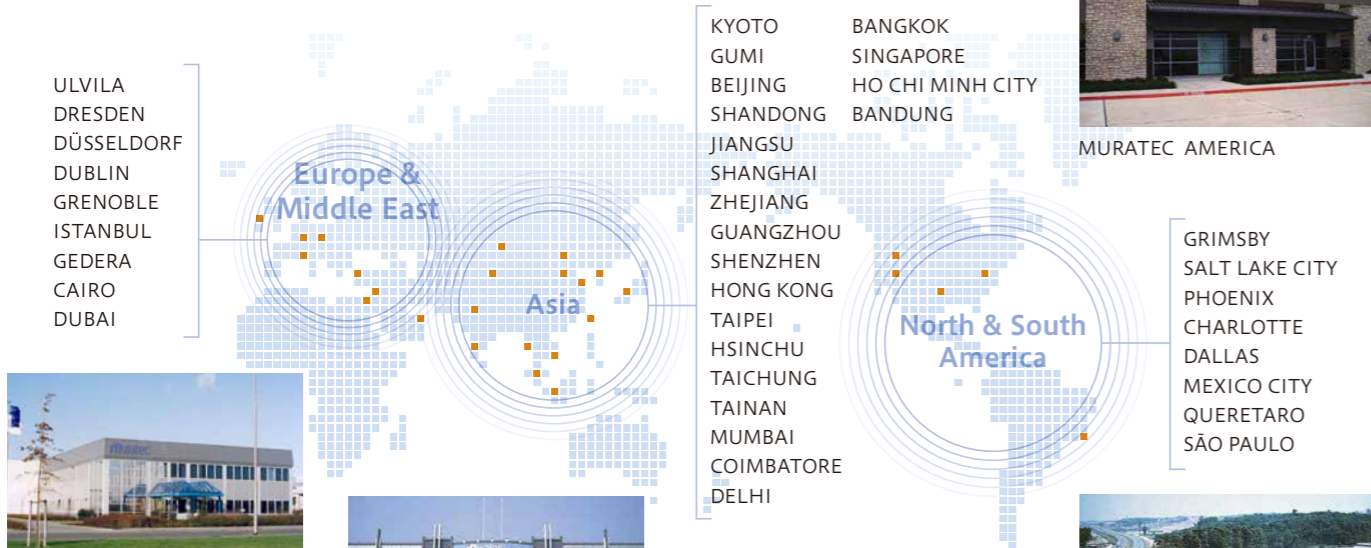 ULVILA
DRESDEN
DÜSSELDORF
DUBLIN
GRENOBLE
ISTANBUL
GEDERA
CAIRO
DUBAI
Europe &
Middle East
muratec
Asia
KYOTO
GUMI
BEIJING
SHANDONG
JIANGSU
SHANGHAI
ZHEJIANG
GUANGZHOU
SHENZHEN
HONG KONG
TAIPEI
HSINCHU
TAICHUNG
TAINAN
MUMBAI
COIMBATORE
DELHI
BANGKOK
SINGAPORE
HO CHI MINH CITY
BANDUNG
MURATEC AMERICA
North & South
America
GRIMSBY
SALT LAKE CITY
PHOENIX
CHARLOTTE
DALLAS
MEXICO CITY
QUERETARO
SÃO PAULO